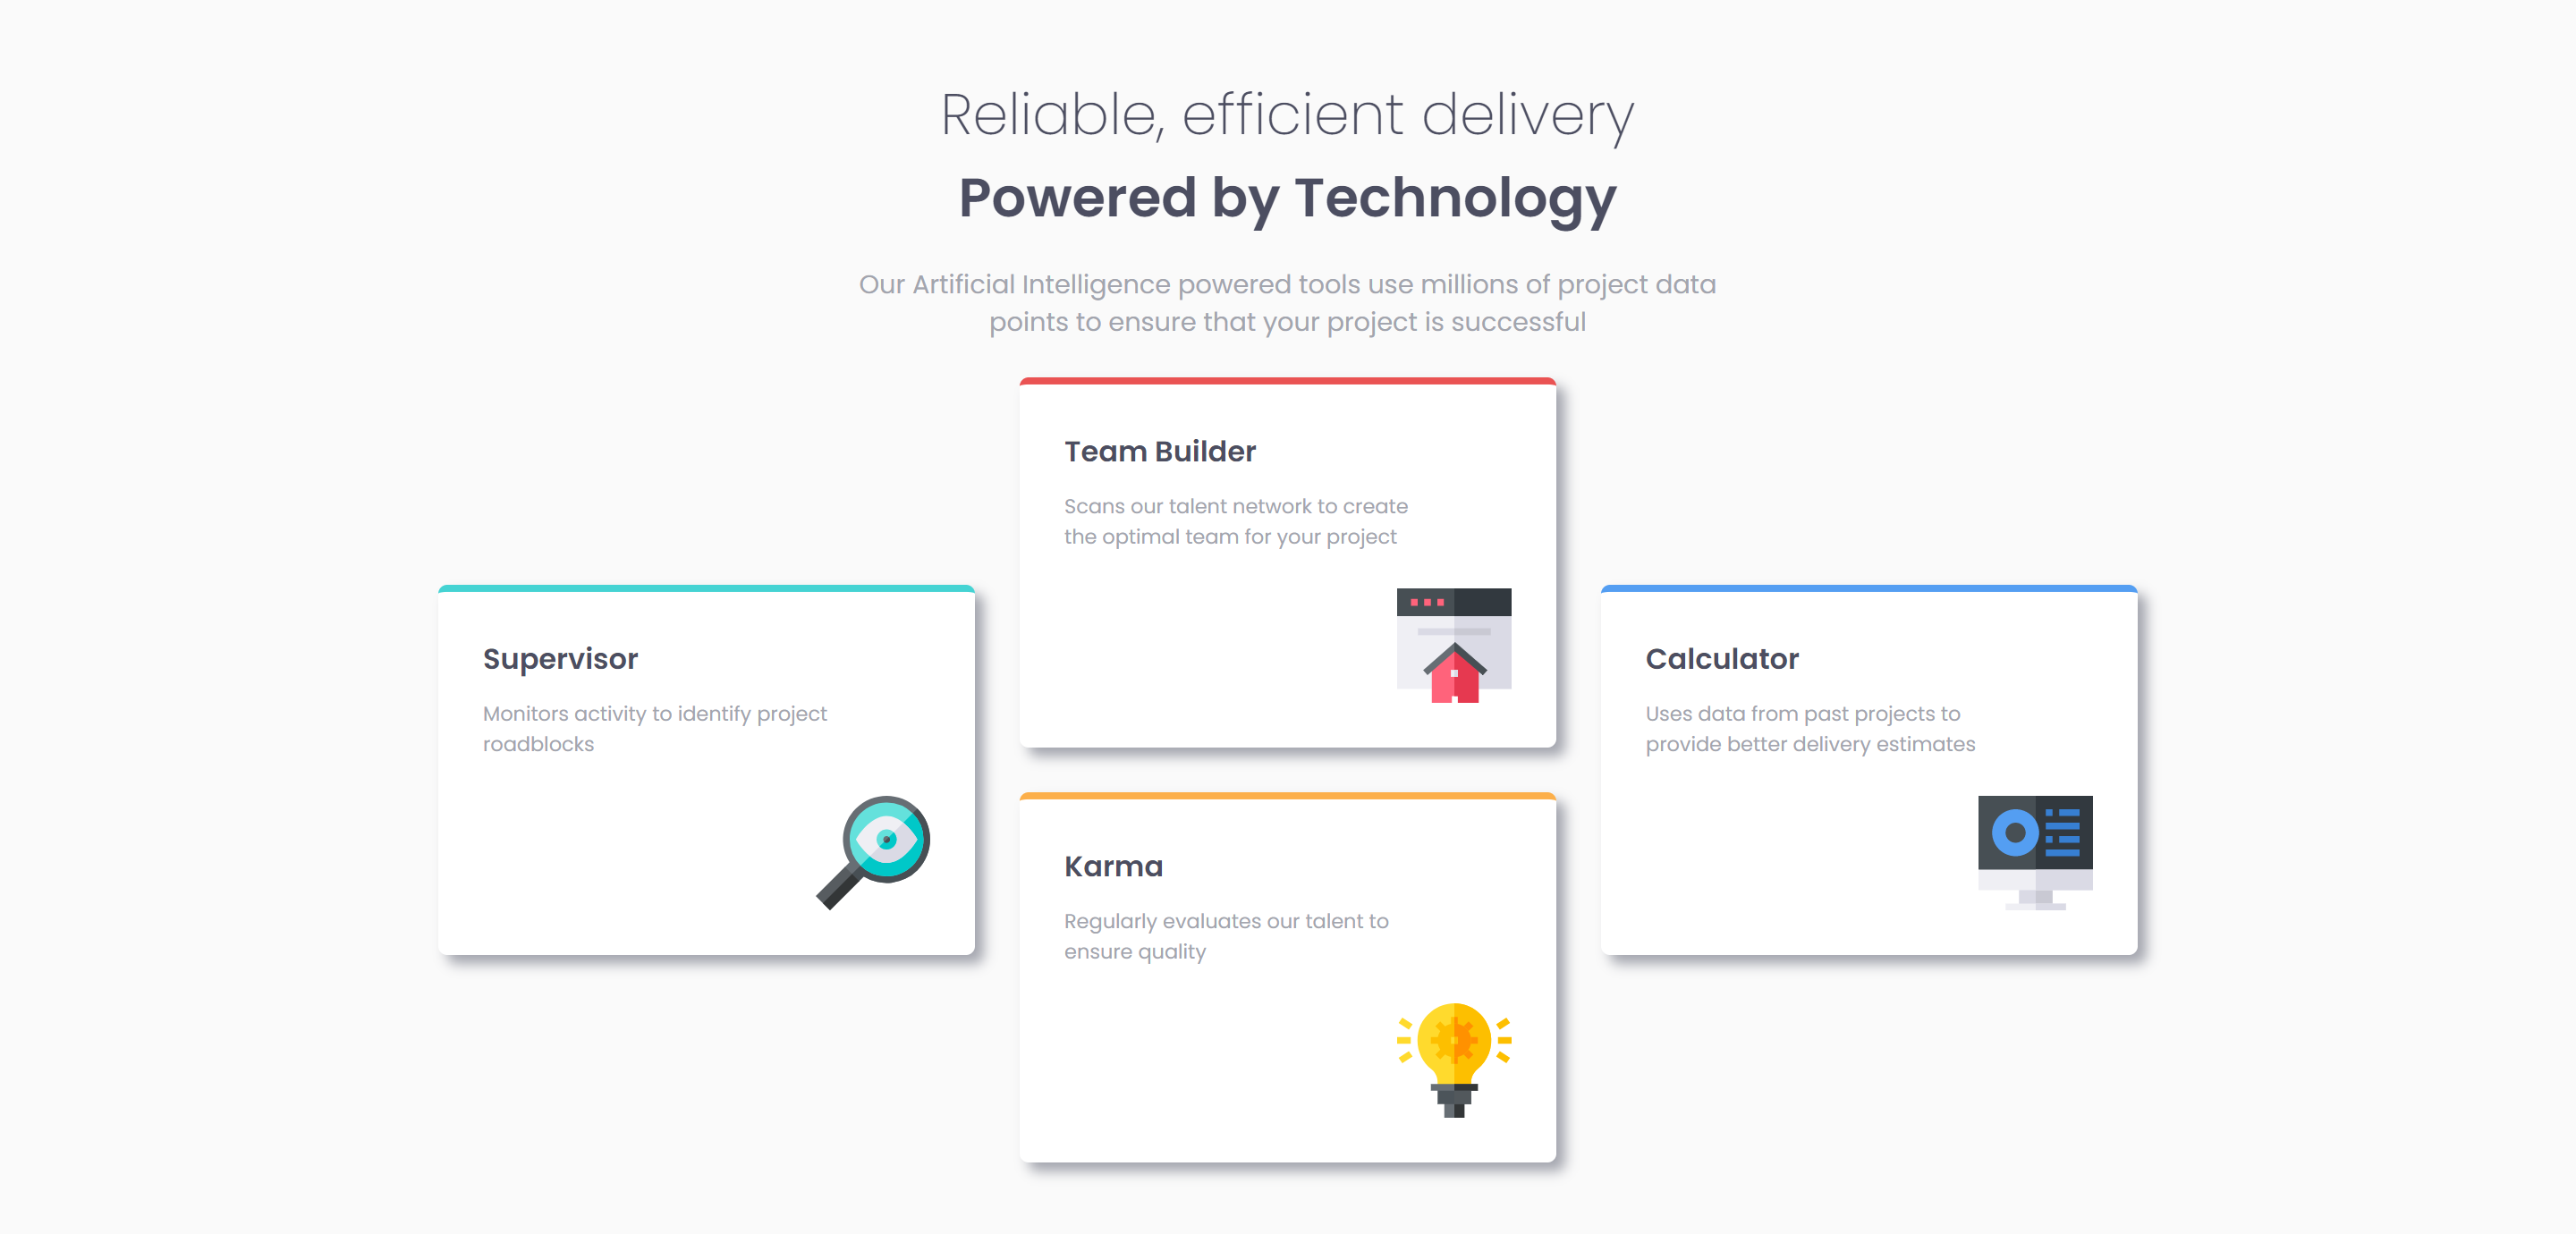 Reliable, efficient delivery
Powered by Technology
Our Artificial Intelligence powered tools use millions of project data
points to ensure that your project is successful
Supervisor
Monitors activity to identify project
roadblocks
Team Builder
Scans our talent network to create
the optimal team for your project
Karma
Regularly evaluates our talent to
ensure quality
Calculator
Uses data from past projects to
provide better delivery estimates